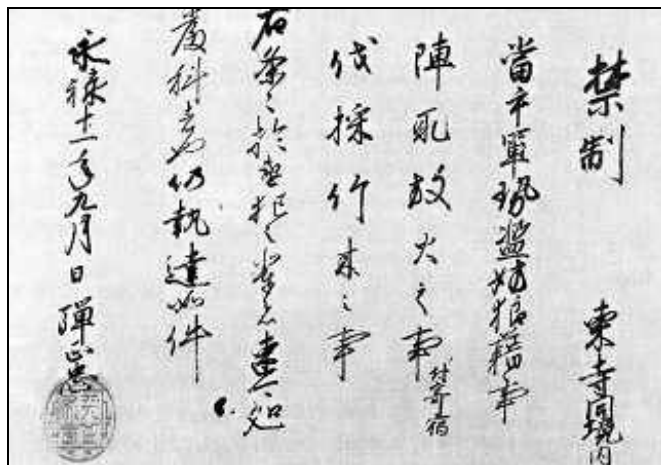 禁制 東寺同境内
當手軍勢濫妨狼藉事
陣取放火之事付寄宿
伐採竹木之事
右条々於違犯之輩者速可処
厳科者也仍執達如件
永禄十一年九月日 弾正忠